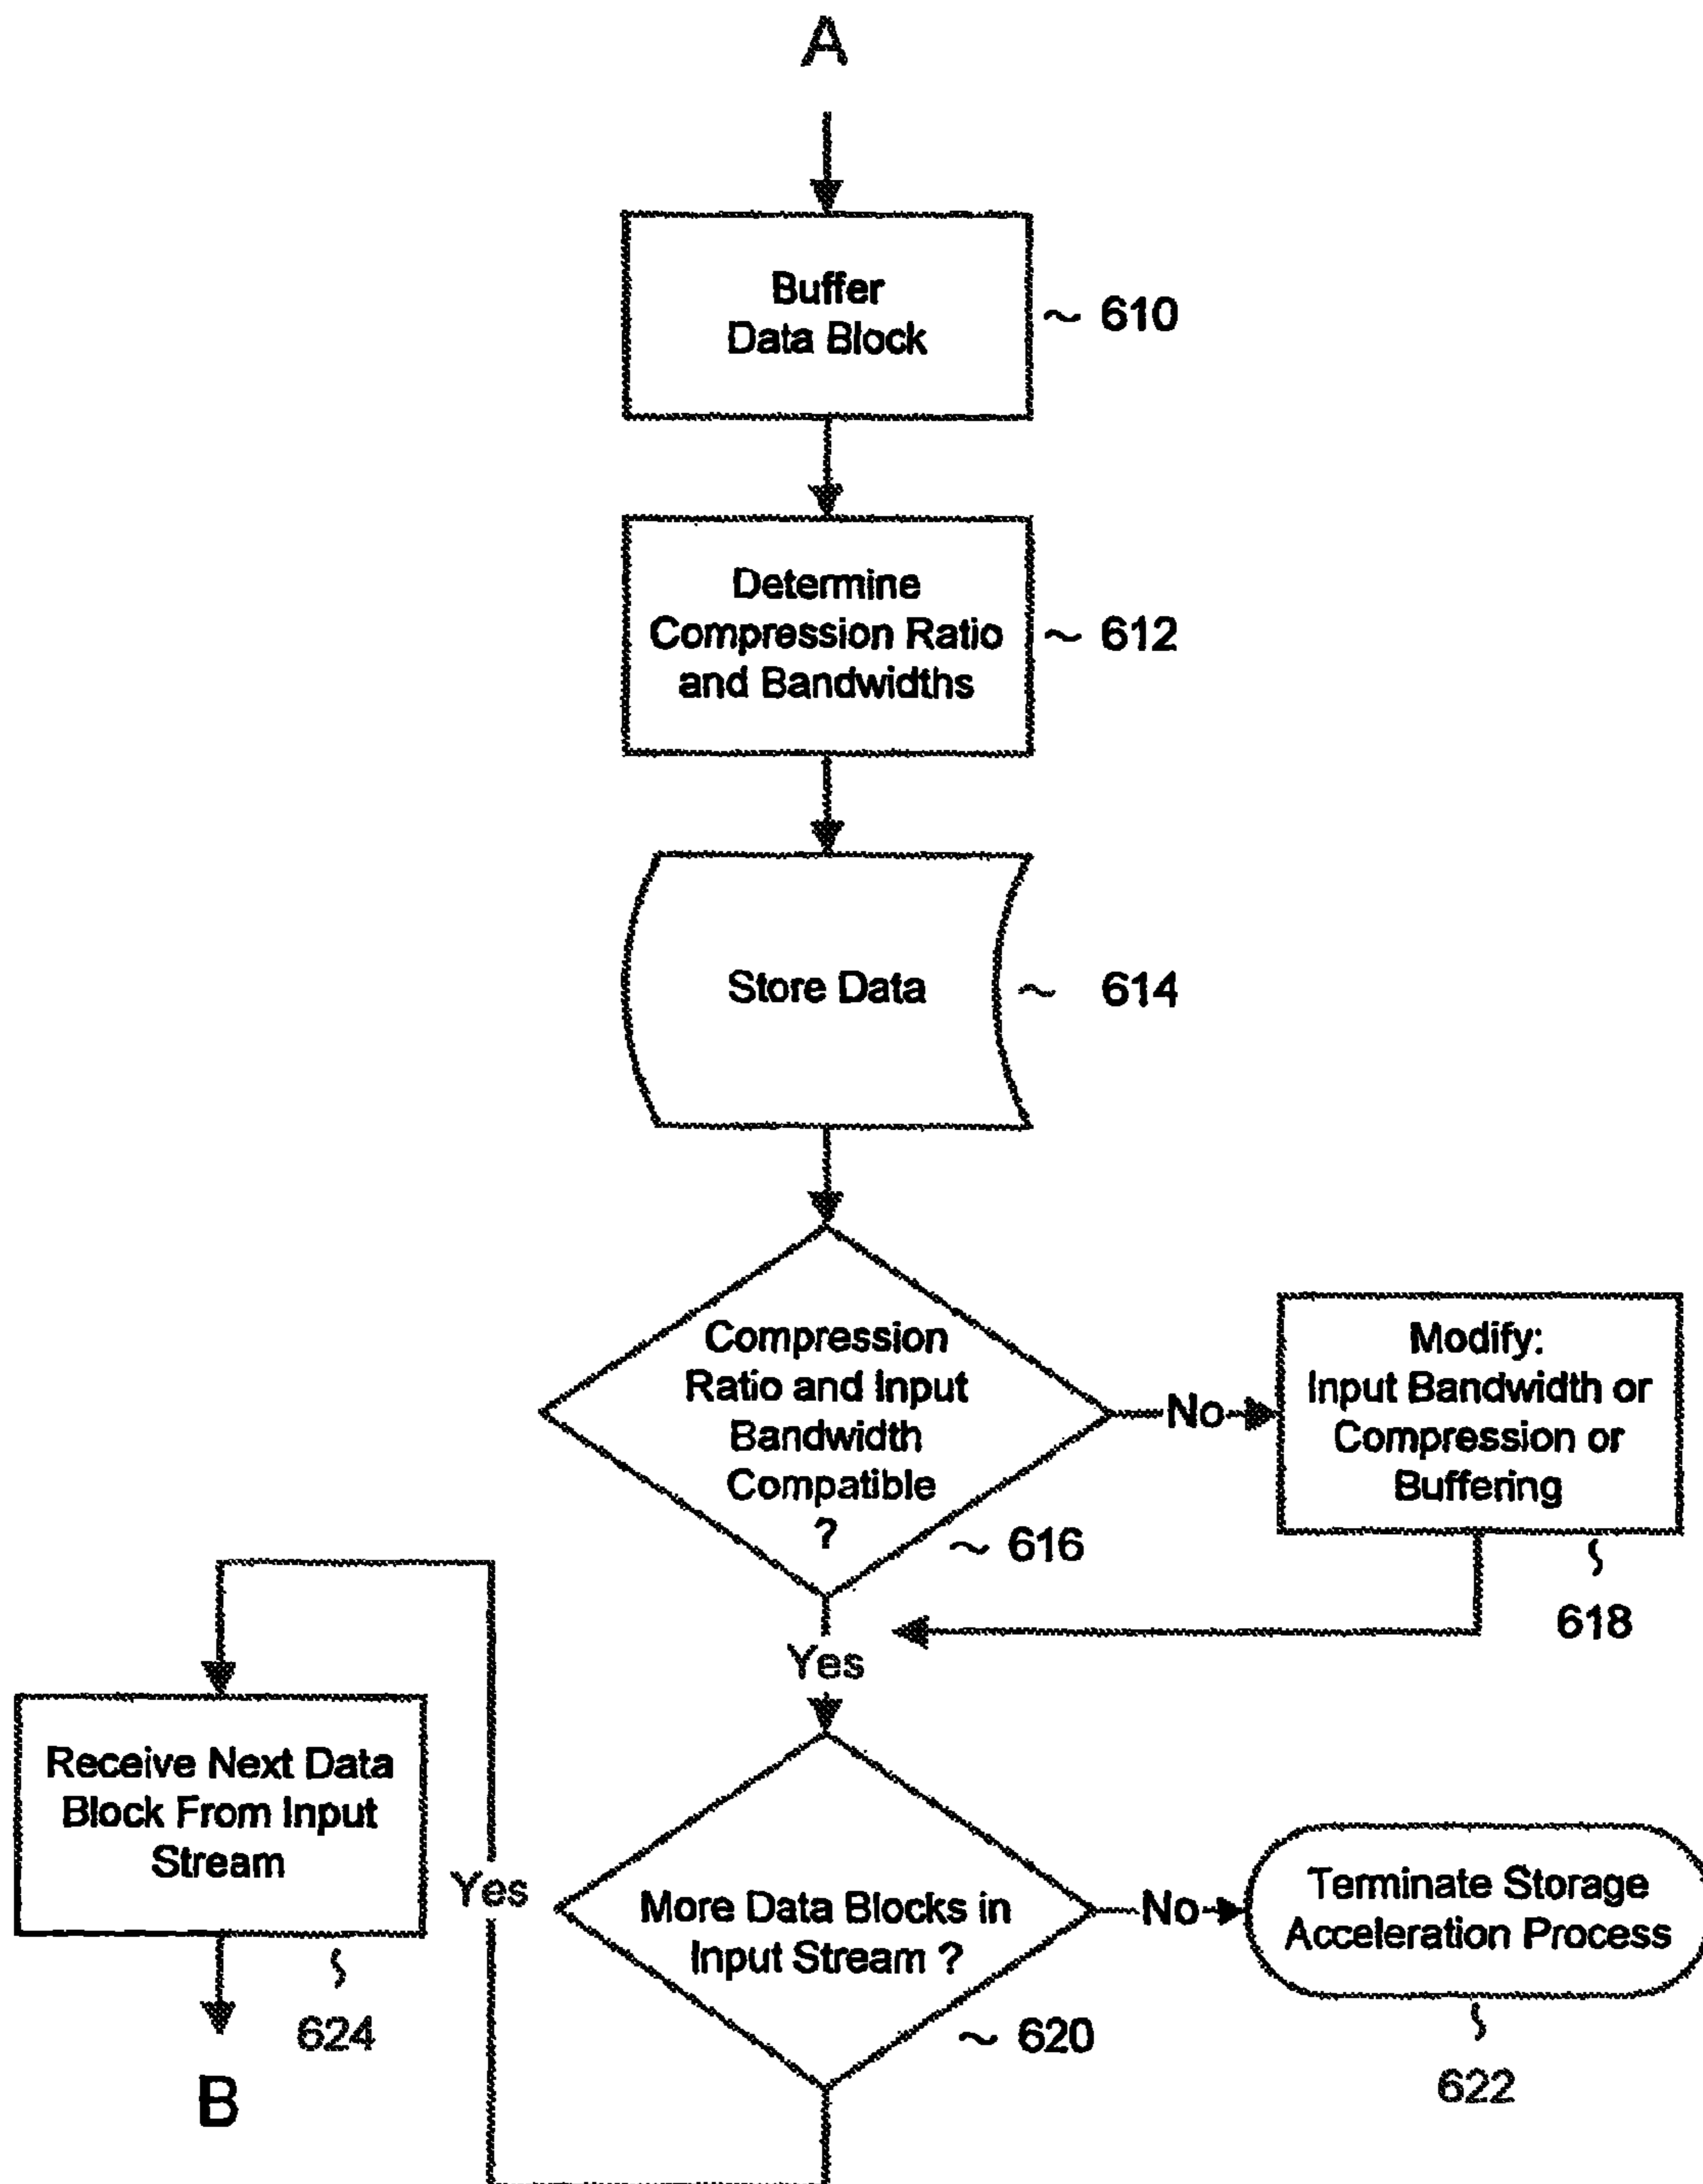 A
Buffer
Data Block
~ 610
Determine
Compression Ratio
and Bandwidths
~ 612
Store Data
~ 614
Compression
Ratio and Input
Bandwidth
Compatible
?
~ 616
No
Modify:
Input Bandwidth or
Compression or
Buffering
618
Yes
More Data Blocks in
Input Stream ?
~ 620
No
Terminate Storage
Acceleration Process
622
Yes
Receive Next Data
Block From Input
Stream
624
B